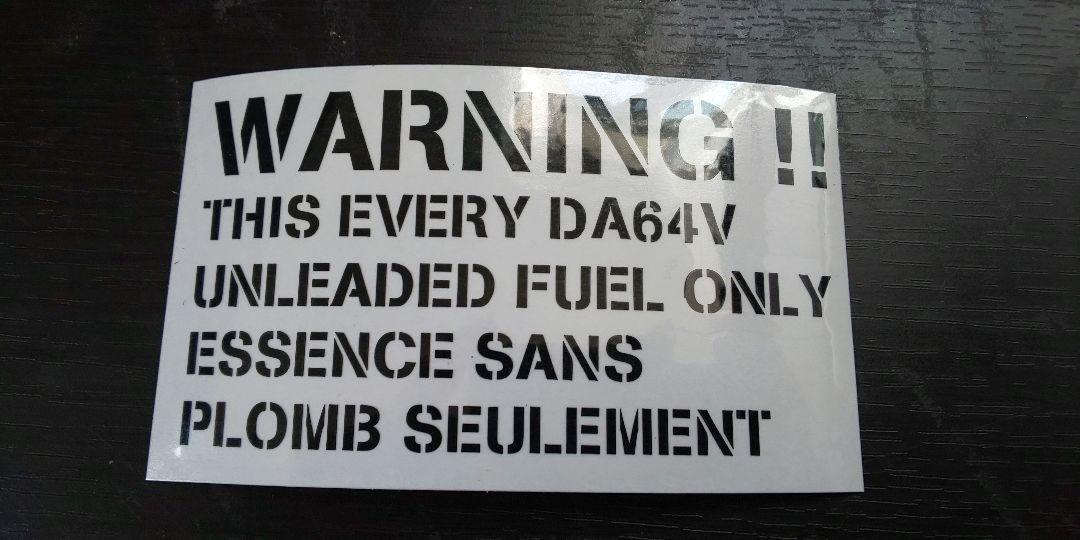 WARNING !!
THIS EVERY DA64V
UNLEADED FUEL ONLY
ESSENCE SANS
PLOMB SEULEMENT